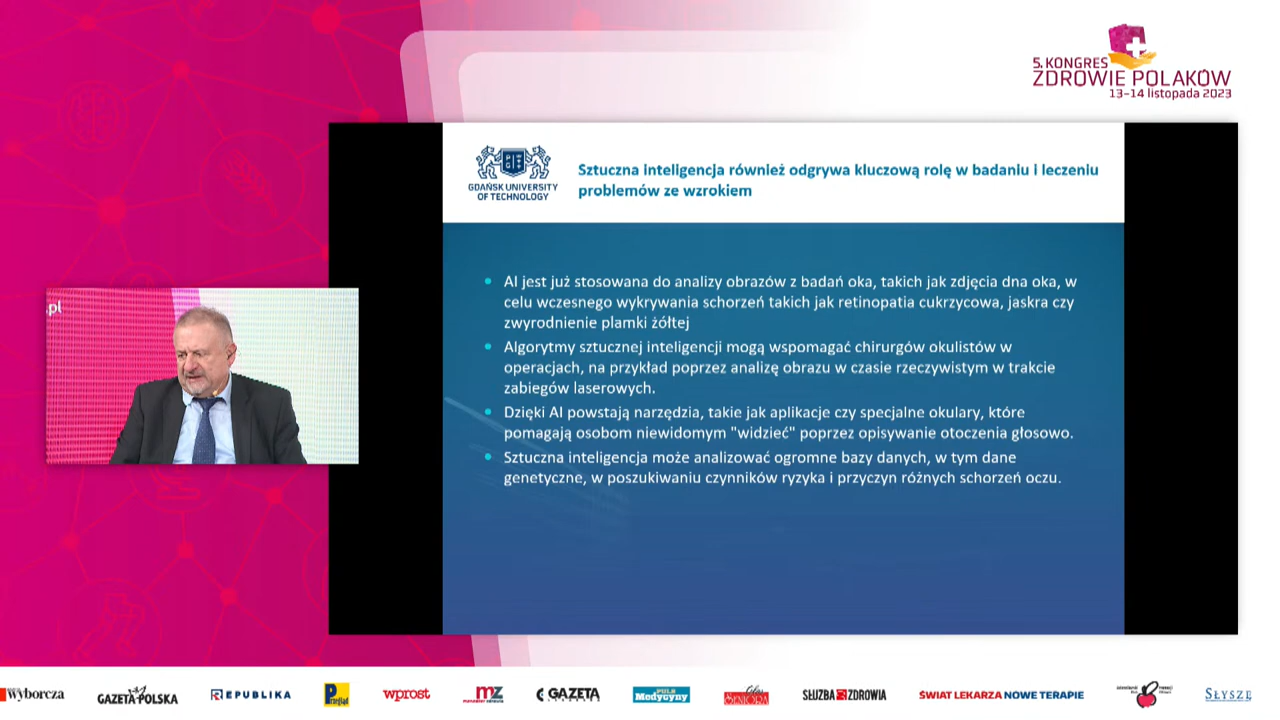 5. KONGRES
ZDROWIE POLAKÓW
13–14 listopada 2023
GDAŃSK UNIVERSITY
OF TECHNOLOGY
Sztuczna inteligencja również odgrywa kluczową rolę w badaniu i leczeniu
problemów ze wzrokiem
.pl
• AI jest już stosowana do analizy obrazów z badań oka, takich jak zdjęcia dna oka, w
celu wczesnego wykrywania schorzeń takich jak retinopatia cukrzycowa, jaskra czy
zwyrodnienie plamki żółtej
• Algorytmy sztucznej inteligencji mogą wspomagać chirurgów okulistów w
operacjach, na przykład poprzez analizę obrazu w czasie rzeczywistym w trakcie
zabiegów laserowych.
• Dzięki AI powstają narzędzia, takie jak aplikacje czy specjalne okulary, które
pomagają osobom niewidomym "widzieć" poprzez opisywanie otoczenia głosowo.
• Sztuczna inteligencja może analizować ogromne bazy danych, w tym dane
genetyczne, w poszukiwaniu czynników ryzyka i przyczyn różnych schorzeń oczu.
wyborcza
GAZETA POLSKA
REPUBLIKA
Przegląd
wprost
mz
GAZETA
PULS
Medycyny
Głos
SENIORA
SŁUŻBA ZDROWIA
ŚWIAT LEKARZA NOWE TERAPIE
SŁYSZĘ